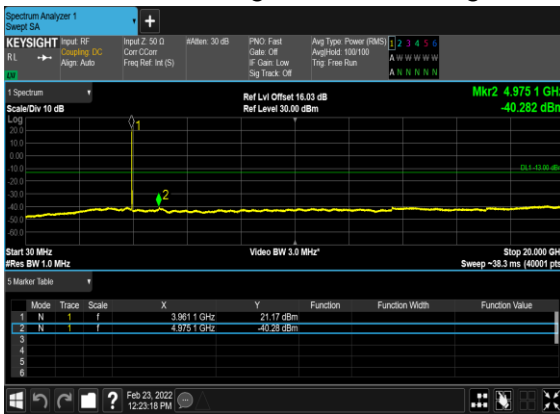 Spectrum Analyzer 1
Swept SA
KEYSIGHT Input: RF Input Z: 50 Ω #Atten: 30 dB PNO: Fast Avg Type: Power (RMS) 1 2 3 4 5 6
RL Coupling: DC Corr CCorr Gate: Off Avg|Hold: 100/100 A W W W W W
Align: Auto Freq Ref: Int (S) IF Gain: Low Trig: Free Run
Sig Track: Off A N N N N N
1 Spectrum Ref Lvl Offset 16.03 dB Mkr2 4.975 1 GHz
Scale/Div 10 dB Ref Level 30.00 dBm -40.282 dBm
Log
20.0 1
10.0
0.00
-10.0 DL1 -13.00 dBm
-20.0
-30.0 2
-40.0
-50.0
-60.0
Start 30 MHz Video BW 3.0 MHz* Stop 20.000 GH
#Res BW 1.0 MHz Sweep ~38.3 ms (40001 pts
5 Marker Table
Mode Trace Scale X Y Function Function Width Function Value
1 N 1 f 3.961 1 GHz 21.17 dBm
2 N 1 f 4.975 1 GHz -40.28 dBm
3
4
5
6
? Feb 23, 2022
12:23:18 PM